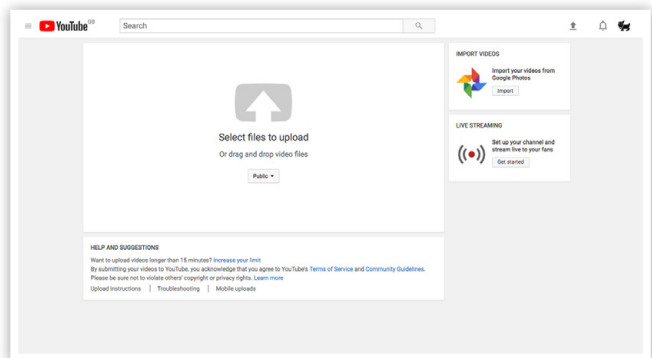 YouTube GB
Search
Select files to upload
Or drag and drop video files
Public
IMPORT VIDEOS
Import your videos from
Google Photos
Import
LIVE STREAMING
Set up your channel and
stream live to your fans
Get started
HELP AND SUGGESTIONS
Want to upload videos longer than 15 minutes? Increase your limit
By submitting your videos to YouTube, you acknowledge that you agree to YouTube's Terms of Service and Community Guidelines.
Please be sure not to violate others' copyright or privacy rights. Learn more
Upload instructions | Troubleshooting | Mobile uploads